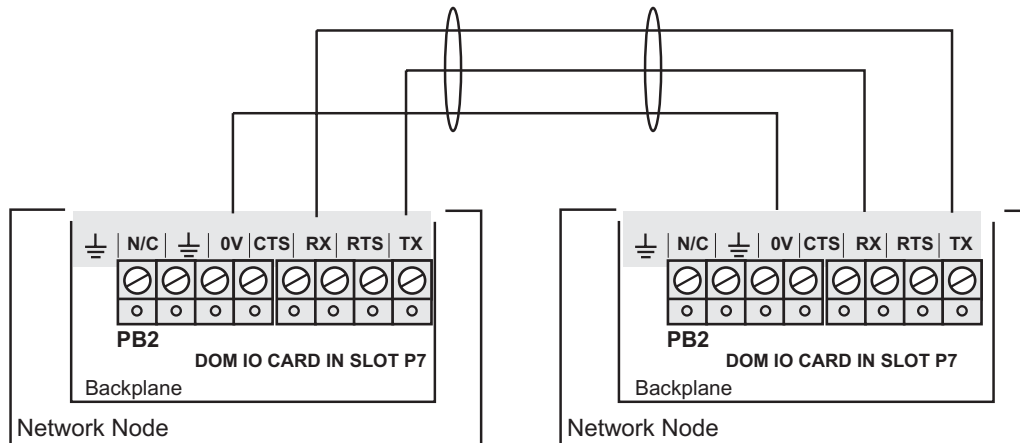 N/C 0V CTS RX RTS TX
PB2
DOM IO CARD IN SLOT P7
Backplane
Network Node
N/C 0V CTS RX RTS TX
PB2
DOM IO CARD IN SLOT P7
Backplane
Network Node